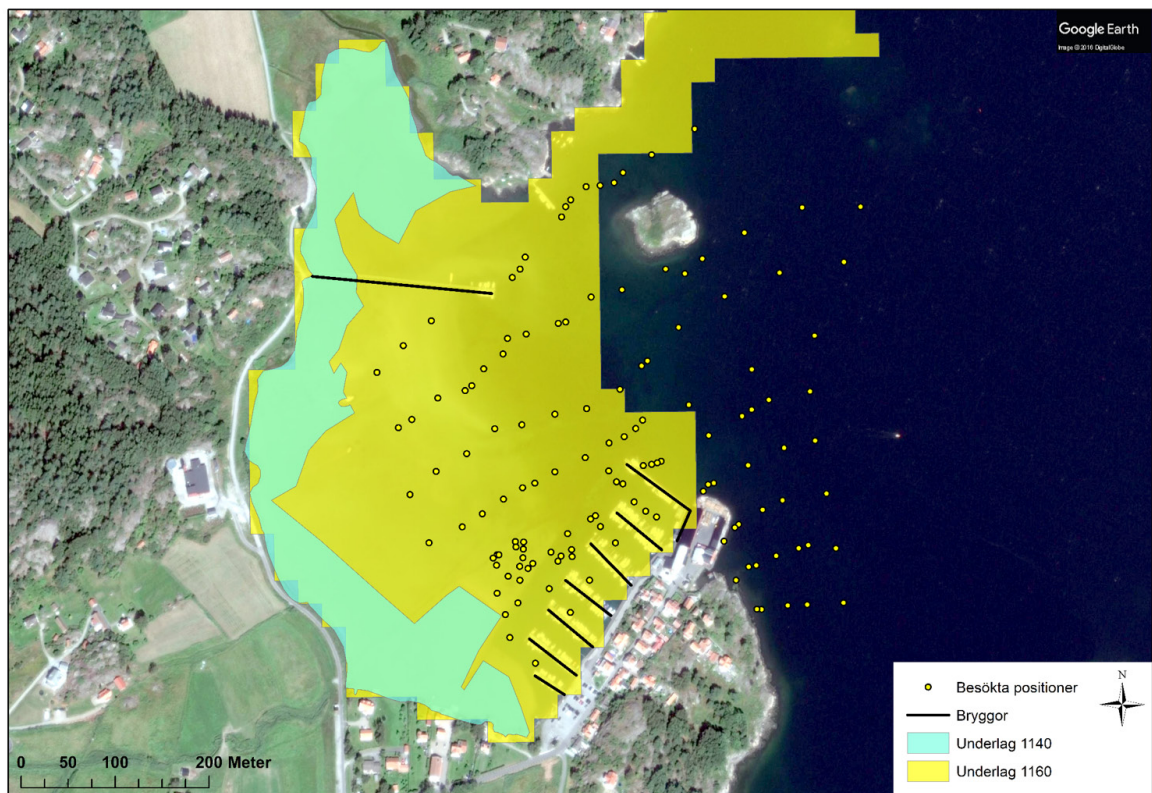 Google Earth
Image © 2016 DigitalGlobe
N
Besökta positioner
Bryggor
Underlag 1140
Underlag 1160
0 50 100 200 Meter